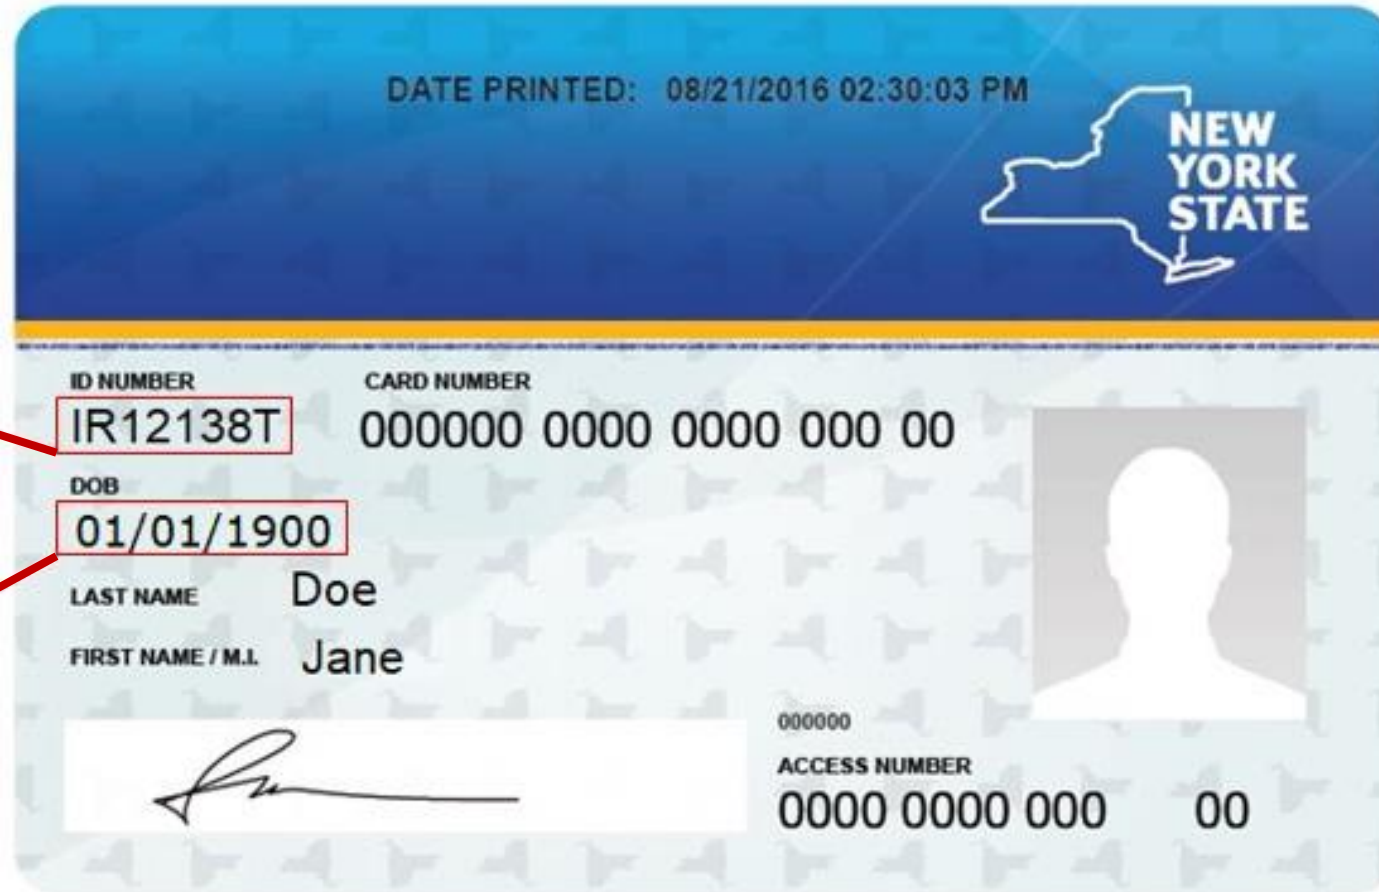 DATE PRINTED: 08/21/2016 02:30:03 PM
NEW
YORK
STATE
ID NUMBER
IR12138T
CARD NUMBER
000000 0000 0000 000 00
DOB
01/01/1900
LAST NAME Doe
FIRST NAME / M.I. Jane
000000
ACCESS NUMBER
0000 0000 000 00